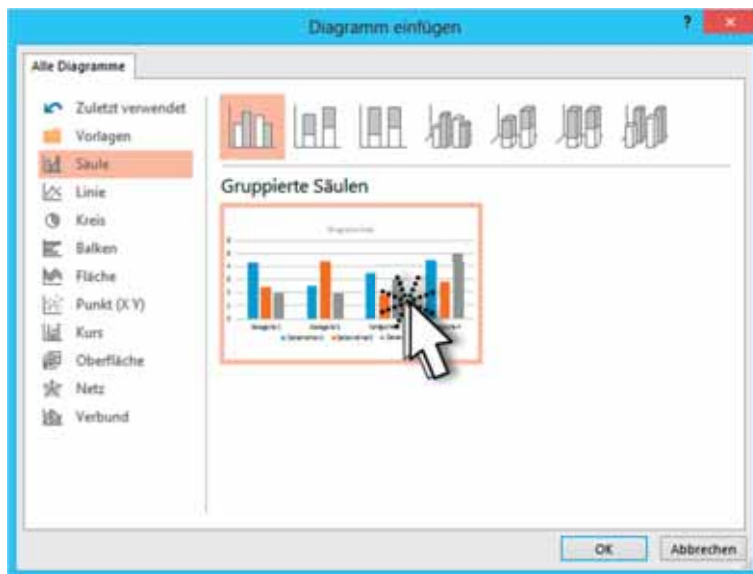 Diagramm einfügen
?
Alle Diagramme
Zuletzt verwendet
Vorlagen
Säule
Linie
Kreis
Balken
Fläche
Punkt (X Y)
Kurs
Oberfläche
Netz
Verbund
Gruppierte Säulen
OK
Abbrechen